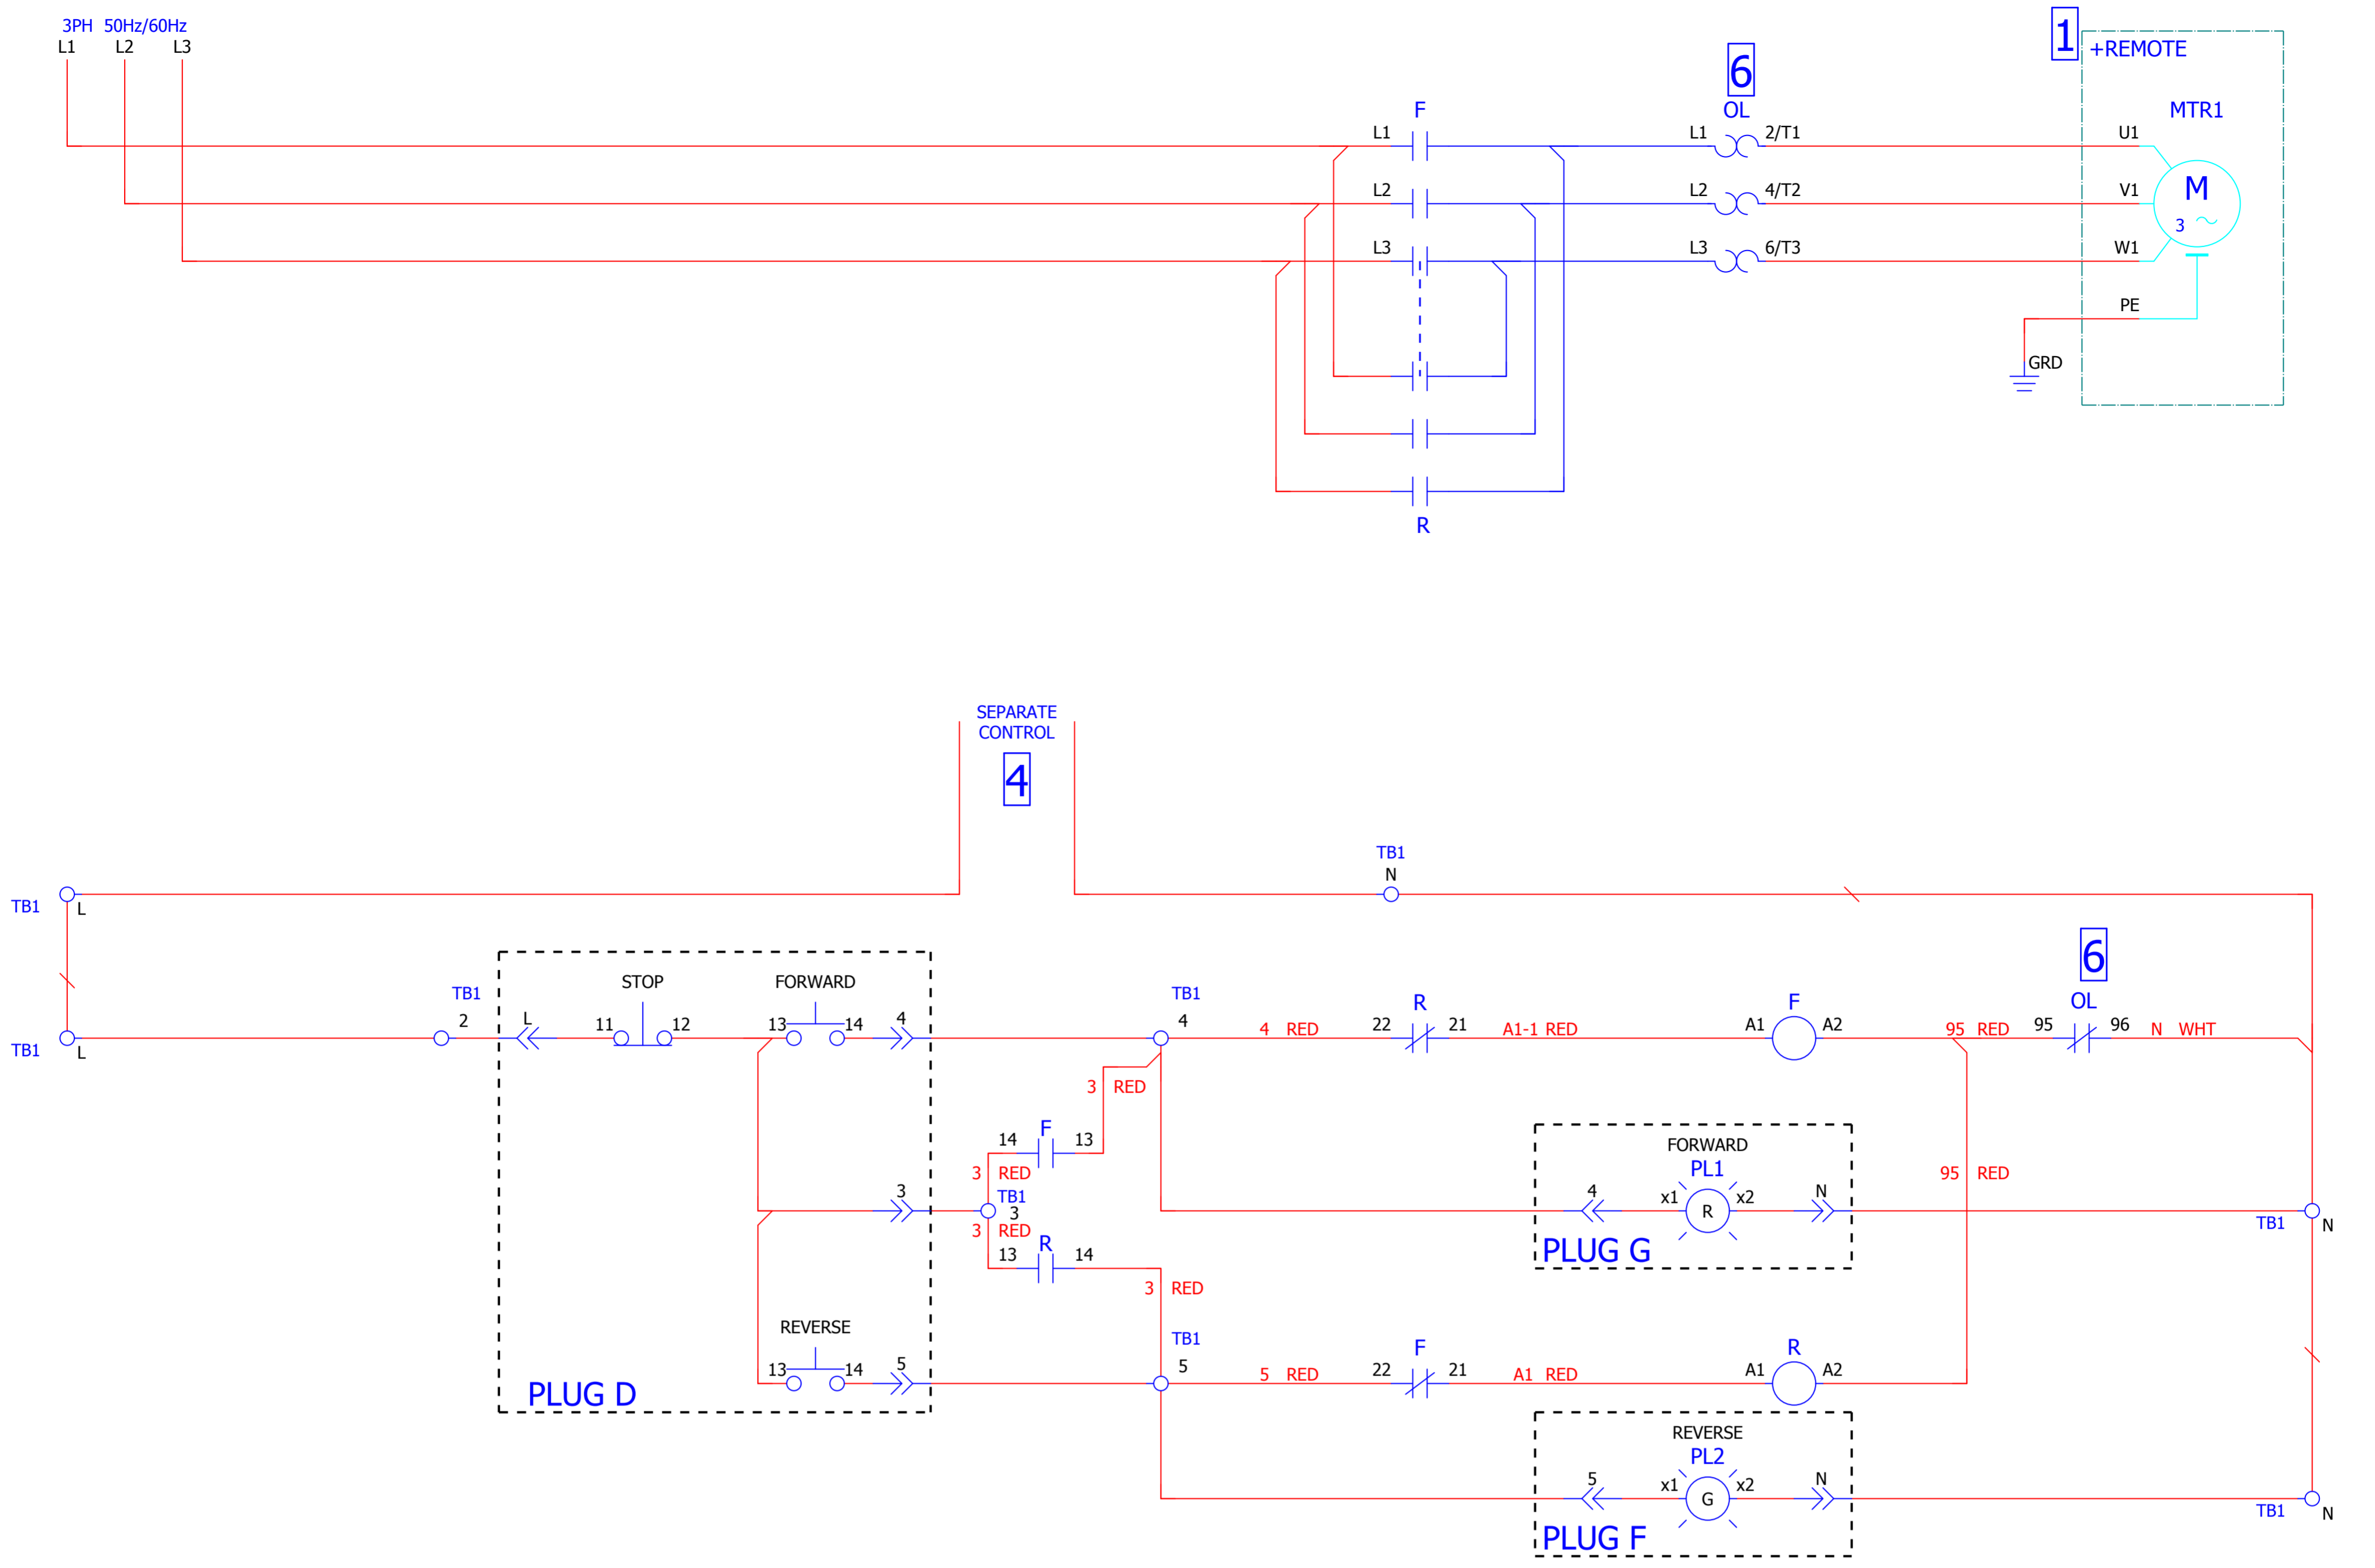 3PH 50Hz/60Hz
L1 L2 L3
1
+REMOTE
6
F
OL
MTR1
L1
L1
2/T1
U1
L2
L2
4/T2
V1
M
3
L3
L3
6/T3
W1
PE
GRD
R
SEPARATE
CONTROL
4
TB1
N
TB1
L
6
STOP
FORWARD
TB1
2
L
11
12
13
14
4
TB1
4
4 RED
22
R
21
A1-1 RED
A1
F
A2
95 RED
95
OL
96
N WHT
TB1
L
3 RED
14
F
13
3 RED
3
TB1
3
3 RED
13
R
14
3 RED
FORWARD
PL1
4
x1
R
x2
N
PLUG G
95 RED
TB1
N
REVERSE
13
14
5
PLUG D
TB1
5
5 RED
22
F
21
A1 RED
A1
R
A2
REVERSE
PL2
5
x1
G
x2
N
PLUG F
TB1
N